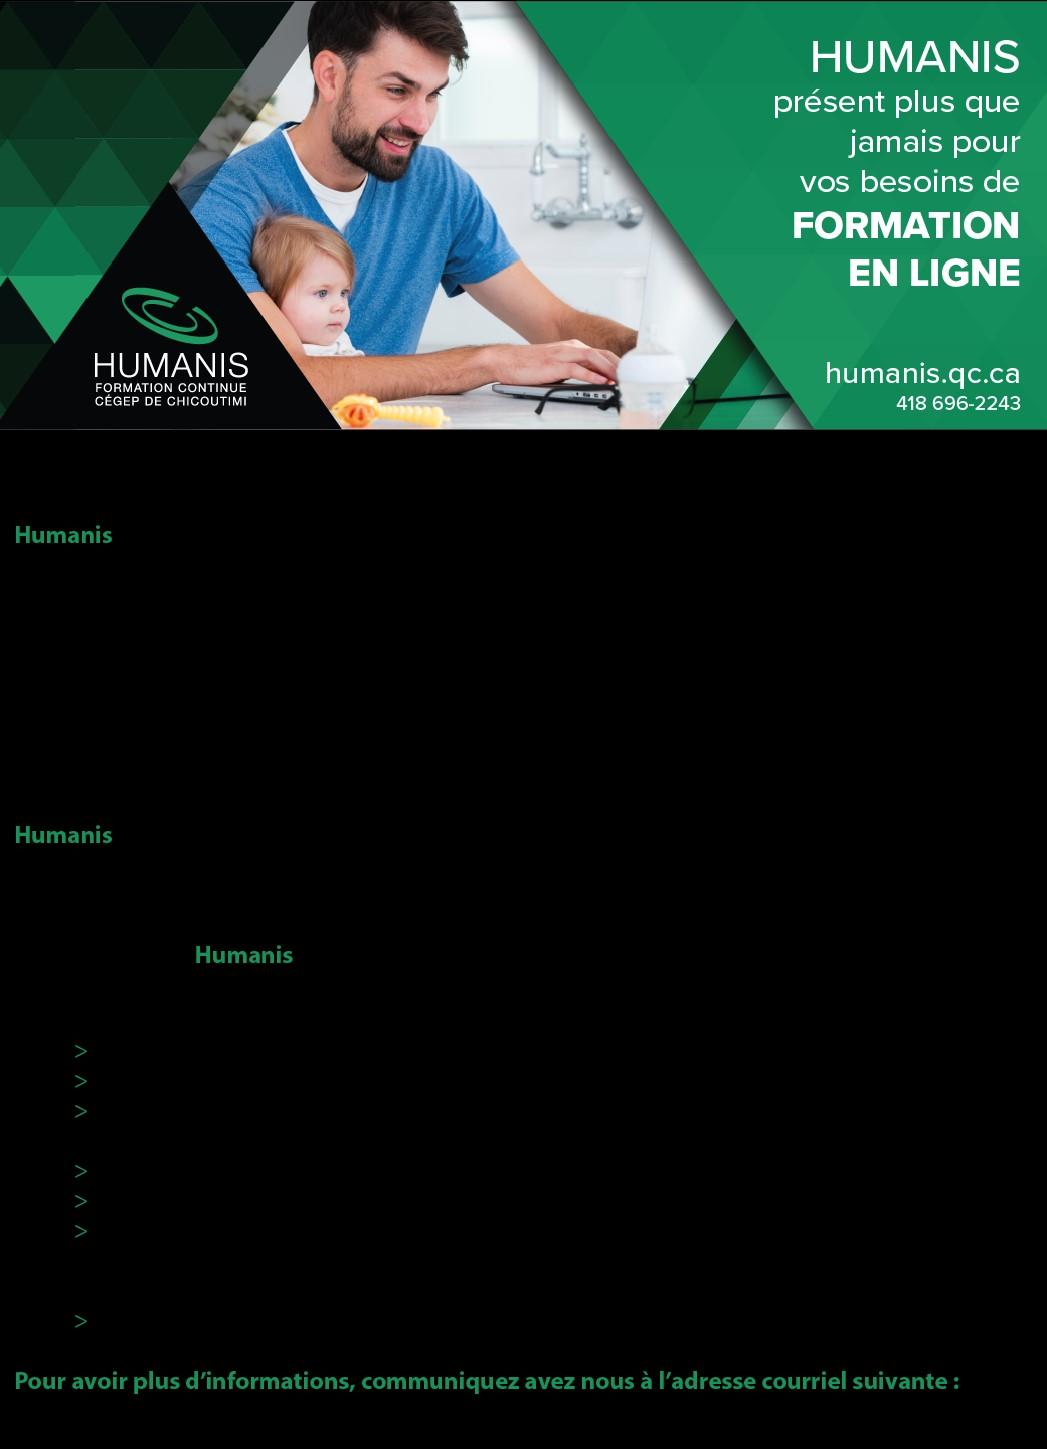 HUMANIS
présent plus que
jamais pour
vos besoins de
FORMATION
EN LIGNE
humanis.qc.ca
418 696-2243
HUMANIS
FORMATION CONTINUE
CÉGEP DE CHICOUTIMI
Humanis
Humanis
Humanis
>
>
>
>
>
>
>
Pour avoir plus d'informations, communiquez avez nous à l'adresse courriel suivante :